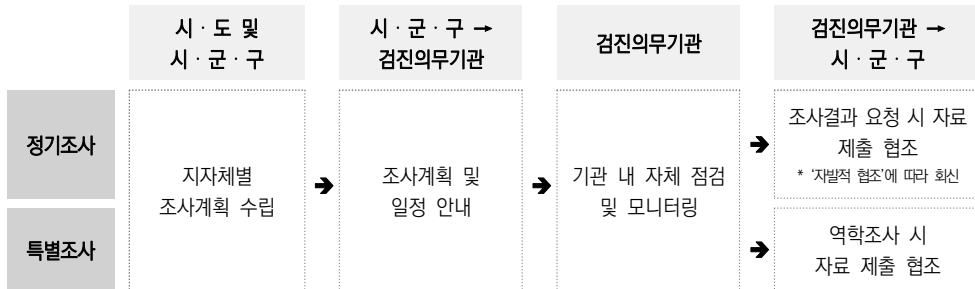 시·도 및
시·군·구
시·군·구 →
검진의무기관
검진의무기관
검진의무기관 →
시·군·구
정기조사
특별조사
지자체별
조사계획 수립
➔
조사계획 및
일정 안내
➔
기관 내 자체 점검
및 모니터링
➔
조사결과 요청 시 자료
제출 협조
* '자발적 협조'에 따라 회신
➔
역학조사 시
자료 제출 협조